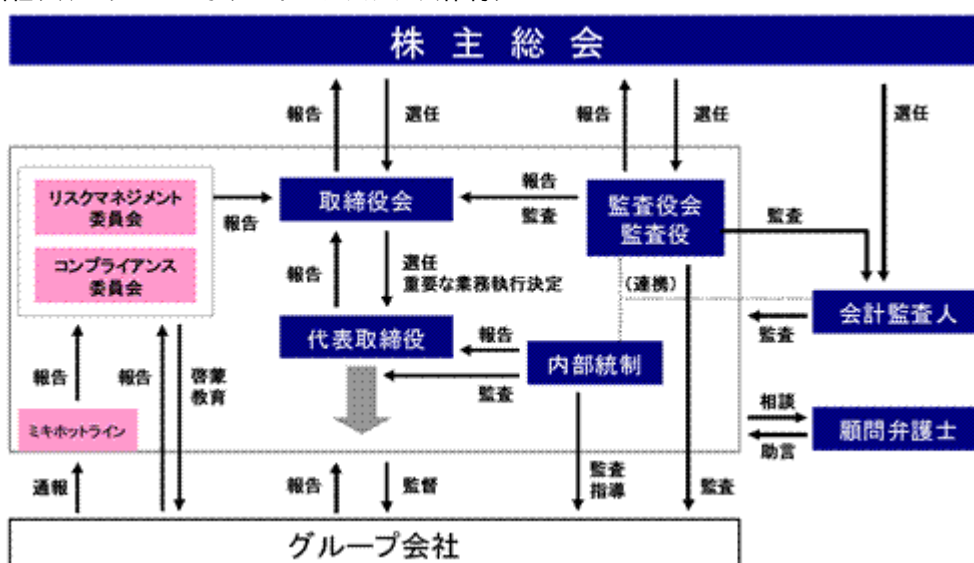 株主総会
報告
選任
報告
選任
選任
リスクマネジメント
委員会
コンプライアンス
委員会
報告
取締役会
報告
監査
監査役会
監査役
監査
報告
選任
重要な業務執行決定
(連携)
会計監査人
監査
代表取締役
報告
監査
内部統制
報告
報告
啓蒙
教育
ミキホットライン
相談
助言
顧問弁護士
通報
報告
監督
監査
指導
監査
グループ会社